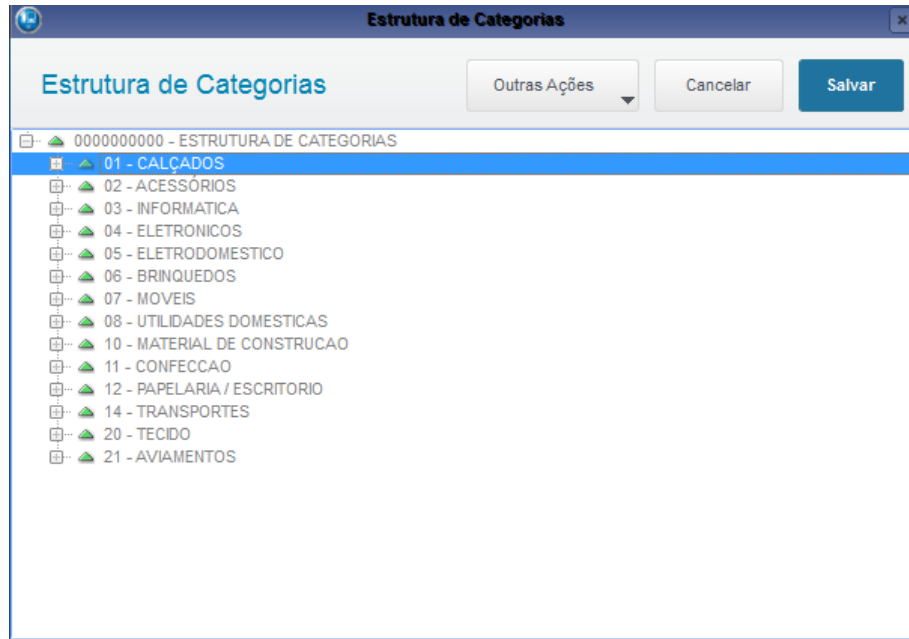 Estrutura de Categorias
Estrutura de Categorias
Outras Ações
Cancelar
Salvar
0000000000 - ESTRUTURA DE CATEGORIAS
01 - CALÇADOS
02 - ACESSÓRIOS
03 - INFORMATICA
04 - ELETRONICOS
05 - ELETRODOMESTICO
06 - BRINQUEDOS
07 - MOVEIS
08 - UTILIDADES DOMESTICAS
10 - MATERIAL DE CONSTRUCAO
11 - CONFECCAO
12 - PAPELARIA / ESCRITORIO
14 - TRANSPORTES
20 - TECIDO
21 - AVIAMENTOS